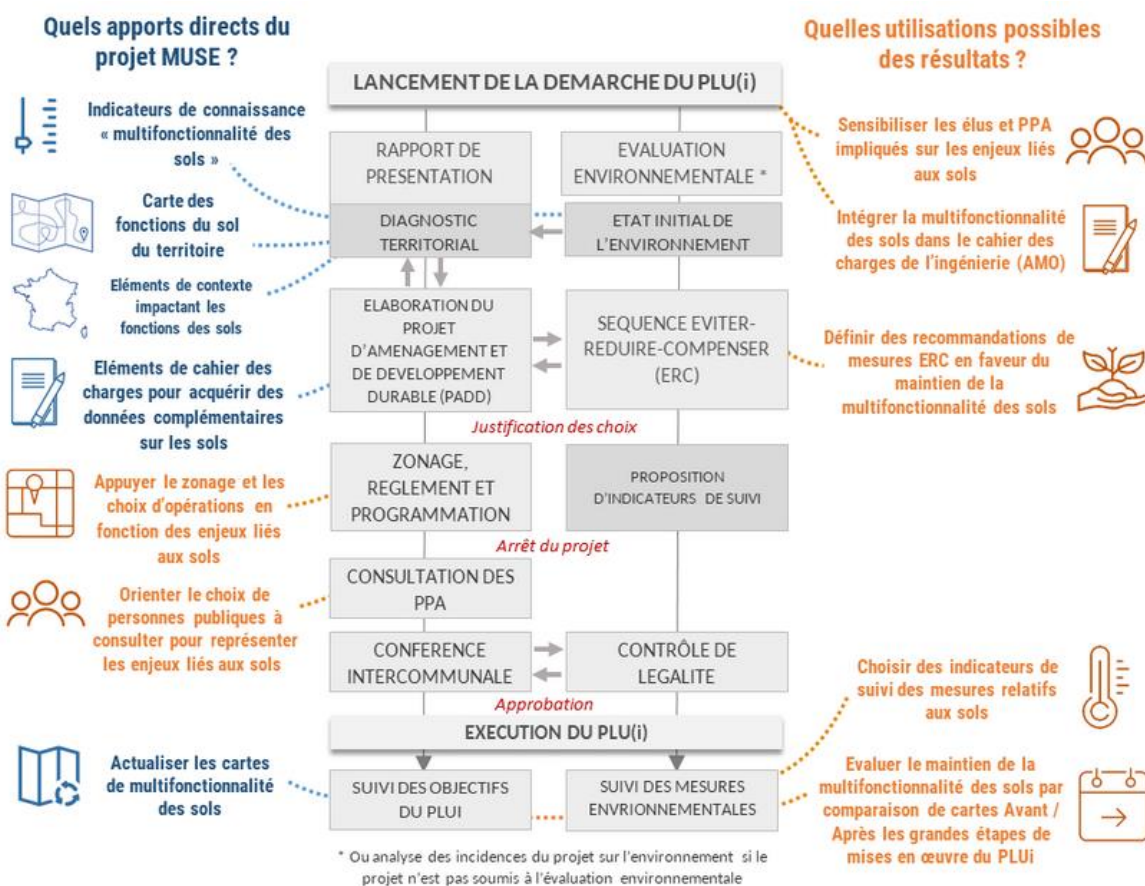 Quels apports directs du
projet MUSE ?
Quelles utilisations possibles
des résultats ?
LANCEMENT DE LA DEMARCHE DU PLU(i)
Indicateurs de connaissance
« multifonctionnalité des
sols »
Carte des
fonctions du sol
du territoire
Eléments de contexte
impactant les
fonctions des sols
Eléments de cahier des
charges pour acquérir des
données complémentaires
sur les sols
Appuyer le zonage et les
choix d'opérations en
fonction des enjeux liés
aux sols
Orienter le choix de
personnes publiques à
consulter pour représenter
les enjeux liés aux sols
Actualiser les cartes
de multifonctionnalité
des sols
RAPPORT DE
PRESENTATION
EVALUATION
ENVIRONNEMENTALE *
DIAGNOSTIC
TERRITORIAL
ETAT INITIAL DE
L'ENVIRONNEMENT
ELABORATION DU
PROJET
D'AMENAGEMENT ET
DE DEVELOPPEMENT
DURABLE (PADD)
SEQUENCE EVITER-
REDUIRE-COMPENSER
(ERC)
Justification des choix
ZONAGE,
REGLEMENT ET
PROGRAMMATION
PROPOSITION
D'INDICATEURS DE SUIVI
Arrêt du projet
CONSULTATION DES
PPA
CONFERENCE
INTERCOMMUNALE
CONTRÔLE DE
LEGALITE
Approbation
EXECUTION DU PLU(i)
SUIVI DES OBJECTIFS
DU PLUI
SUIVI DES MESURES
ENVRIONNEMENTALES
* Ou analyse des incidences du projet sur l'environnement si le
projet n'est pas soumis à l'évaluation environnementale
Sensibiliser les élus et PPA
impliqués sur les enjeux liés
aux sols
Intégrer la multifonctionnalité
des sols dans le cahier des
charges de l'ingénierie (AMO)
Définir des recommandations de
mesures ERC en faveur du
maintien de la
multifonctionnalité des sols
Choisir des indicateurs de
suivi des mesures relatifs
aux sols
Evaluer le maintien de la
multifonctionnalité des sols par
comparaison de cartes Avant /
Après les grandes étapes de
mises en œuvre du PLUi